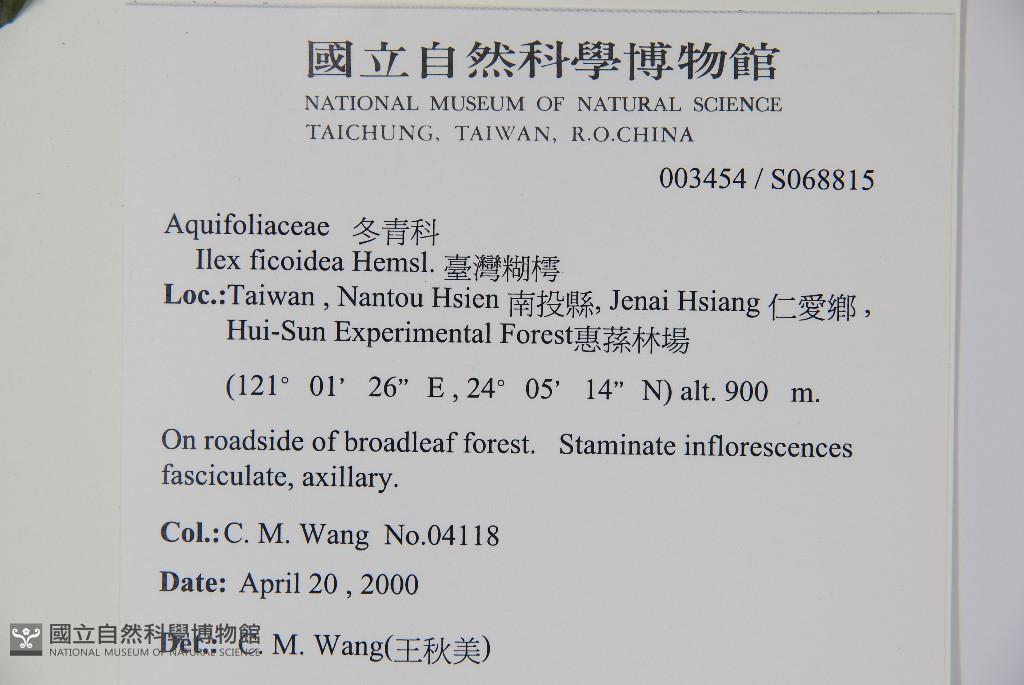 國立自然科學博物館
NATIONAL MUSEUM OF NATURAL SCIENCE
TAICHUNG, TAIWAN, R.O.CHINA
003454 / S068815
Aquifoliaceae 冬青科
Ilex ficoidea Hemsl. 臺灣糊樗
Loc.:Taiwan , Nantou Hsien 南投縣, Jenai Hsiang 仁愛鄉 ,
Hui-Sun Experimental Forest惠蓀林場
(121° 01’ 26” E , 24° 05’ 14” N) alt. 900 m.
On roadside of broadleaf forest. Staminate inflorescences
fasciculate, axillary.
Col.: C. M. Wang No.04118
Date: April 20 , 2000
Det.: C. M. Wang(王秋美)
國立自然科學博物館
NATIONAL MUSEUM OF NATURAL SCIENCE